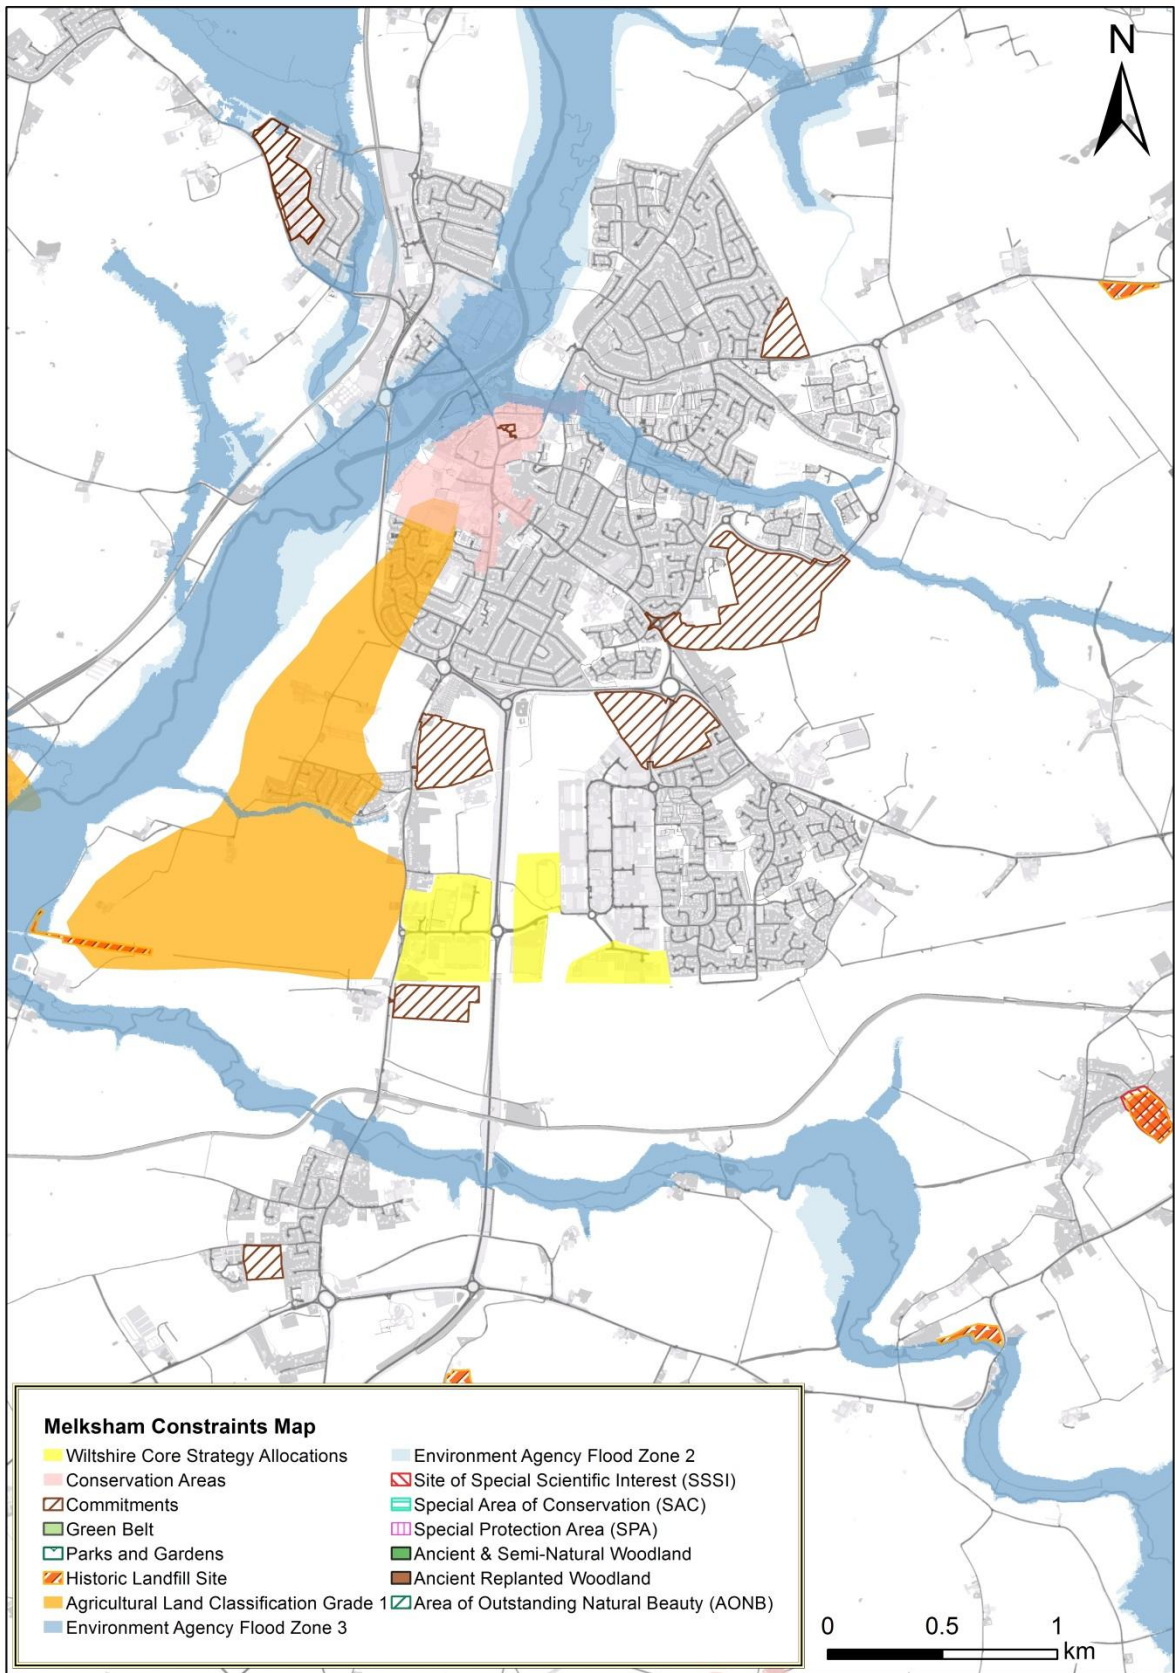 N
Melksham Constraints Map
Wiltshire Core Strategy Allocations
Conservation Areas
Commitments
Green Belt
Parks and Gardens
Historic Landfill Site
Agricultural Land Classification Grade 1
Environment Agency Flood Zone 3
Environment Agency Flood Zone 2
Site of Special Scientific Interest (SSSI)
Special Area of Conservation (SAC)
Special Protection Area (SPA)
Ancient & Semi-Natural Woodland
Ancient Replanted Woodland
Area of Outstanding Natural Beauty (AONB)
0 0.5 1
km